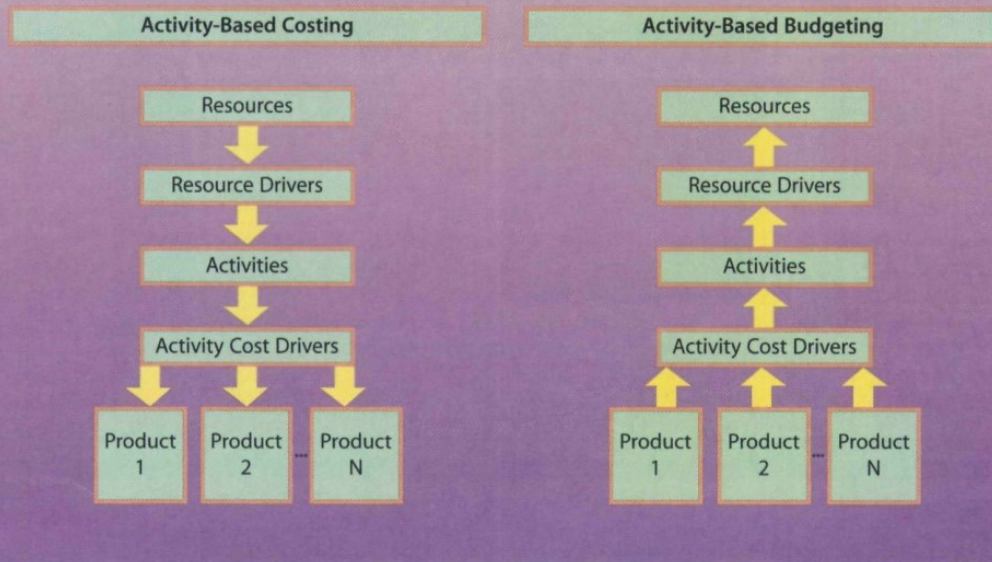 Activity-Based Costing
Resources
Resource Drivers
Activities
Activity Cost Drivers
Product
1
Product
2
...
Product
N
Activity-Based Budgeting
Resources
Resource Drivers
Activities
Activity Cost Drivers
Product
1
Product
2
...
Product
N